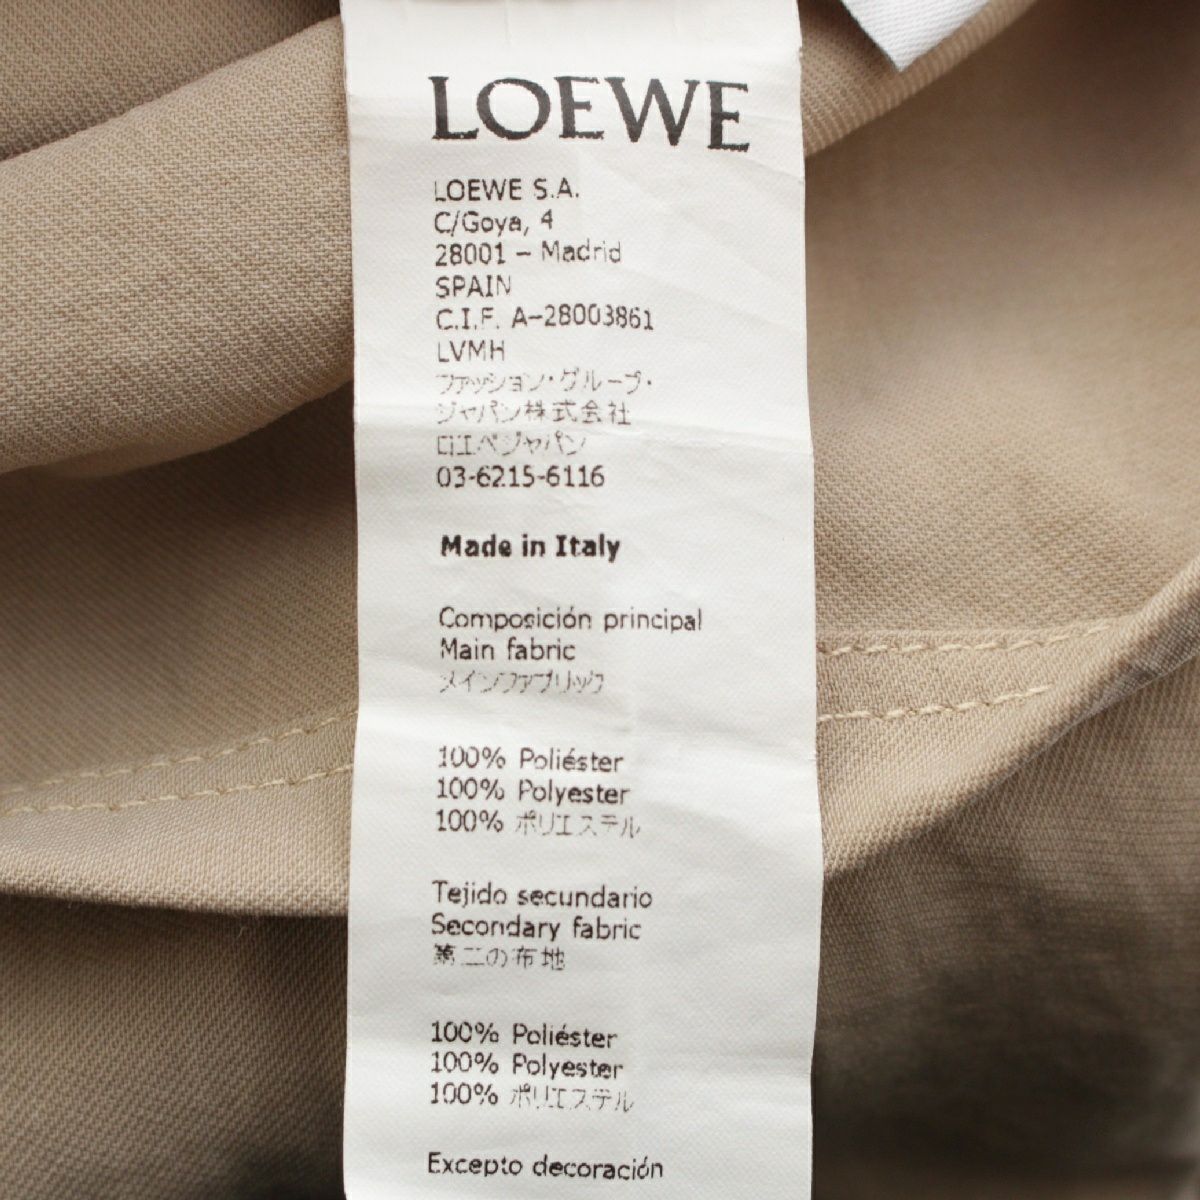 LOEWE
LOEWE S.A.
C/Goya, 4
28001 – Madrid
SPAIN
C.I.F. A-28003861
LVMH
ファッション・グループ・
ジャパン株式会社
ロエベジャパン
03-6215-6116
Made in Italy
Composición principal
Main fabric
メインファブリック
100% Poliéster
100% Polyester
100% ポリエステル
Tejido secundario
Secondary fabric
第二の布地
100% Poliéster
100% Polyester
100% ポリエステル
Excepto decoración